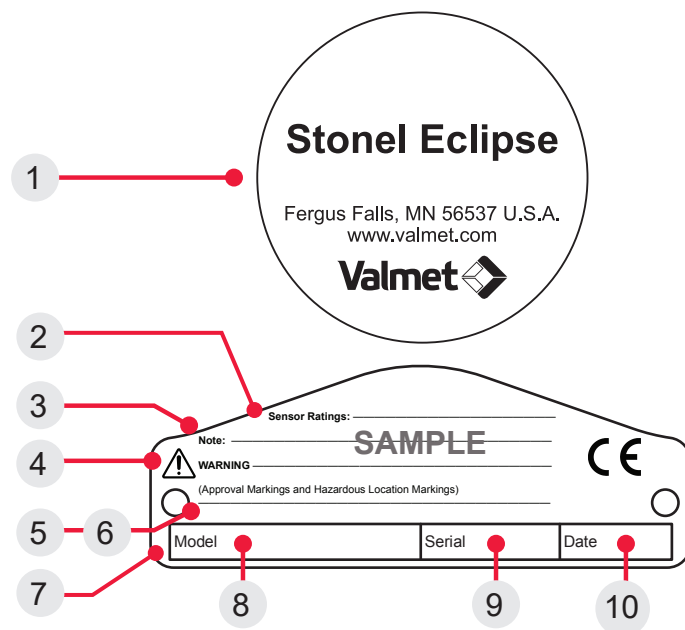 1
Stonel Eclipse
Fergus Falls, MN 56537 U.S.A.
www.valmet.com
Valmet
2
Sensor Ratings:
3
Note:
SAMPLE
4
WARNING
CE
(Approval Markings and Hazardous Location Markings)
5 6
7
Model
Serial
Date
8
9
10